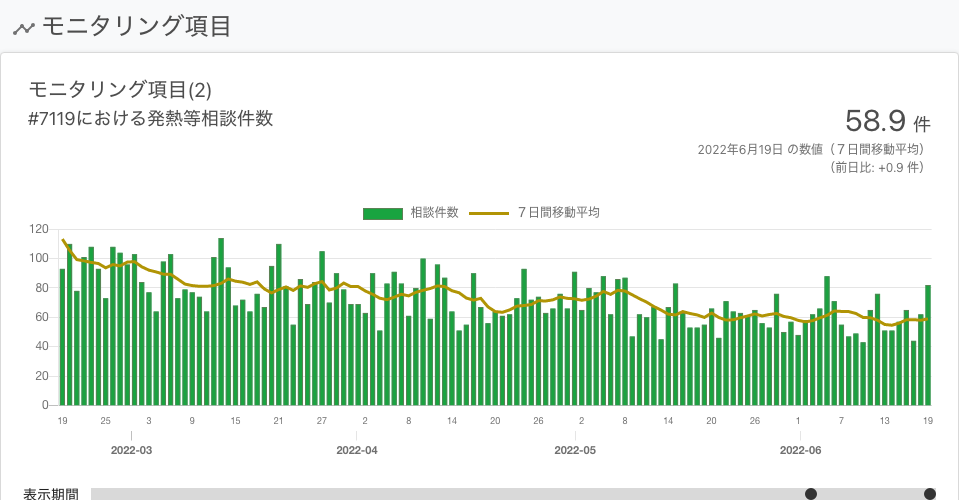 モニタリング項目
モニタリング項目(2)
#7119における発熱等相談件数
58.9 件
2022年6月19日 の数値（７日間移動平均）
（前日比: +0.9 件）
相談件数 ７日間移動平均
120
100
80
60
40
20
0
19 25 3 9 15 21 27 2 8 14 20 26 2 8 14 20 26 1 7 13 19
2022-03 2022-04 2022-05 2022-06
表示期間